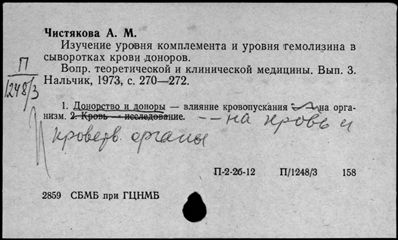 Чистякова А. М.
Изучение уровня комплемента и уровня гемолизина в
сыворотках крови доноров.
Вопр. теоретической и клинической медицины. Вып. 3.
Нальчик, 1973, с. 270—272.
П
1248/3
1. Донорство и доноры — влияние кровопускания на орга-
низм. 2. Кровь — исследование. -- на кровь и
кроветв. органы
П-2-26-12 П/1248/3 158
2859 СБМБ при ГЦНМБ